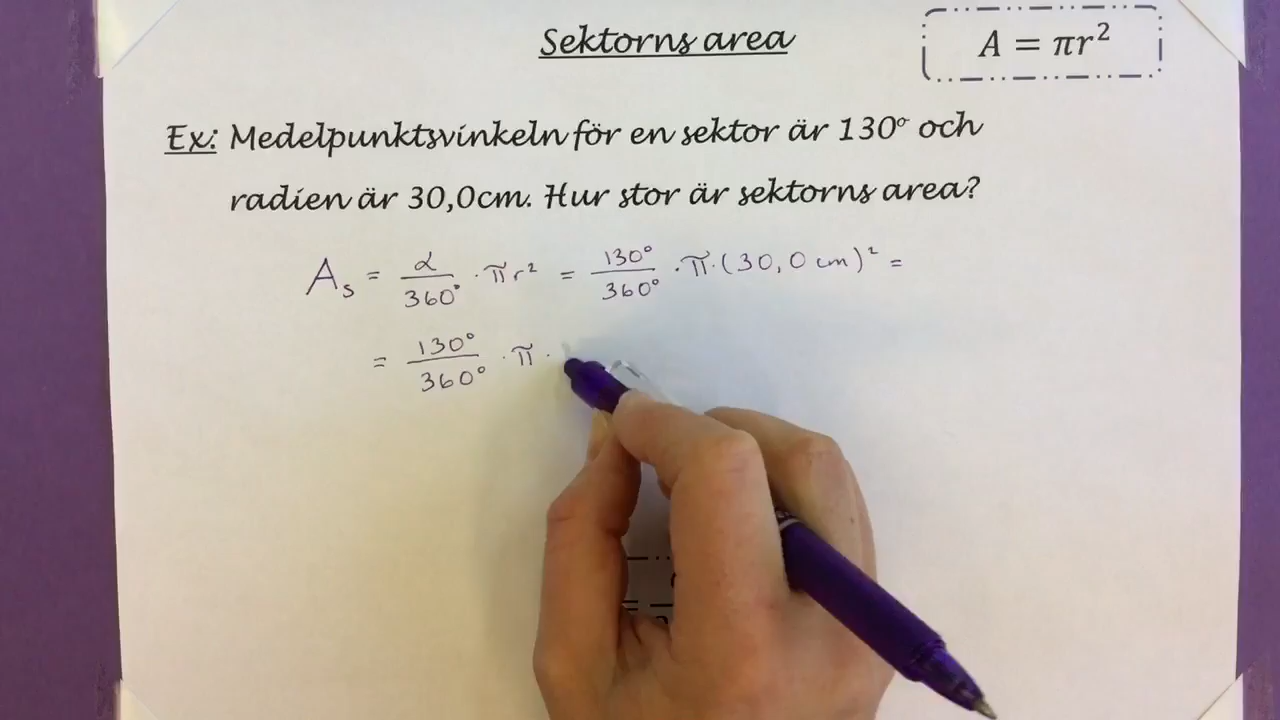 Sektorns area
A = πr²
Ex: Medelpunktsvinkeln för en sektor är 130° och
radien är 30,0cm. Hur stor är sektorns area?
Aₛ = α/360° · πr² = 130°/360° · π · (30,0 cm)² =
= 130°/360° · π ·